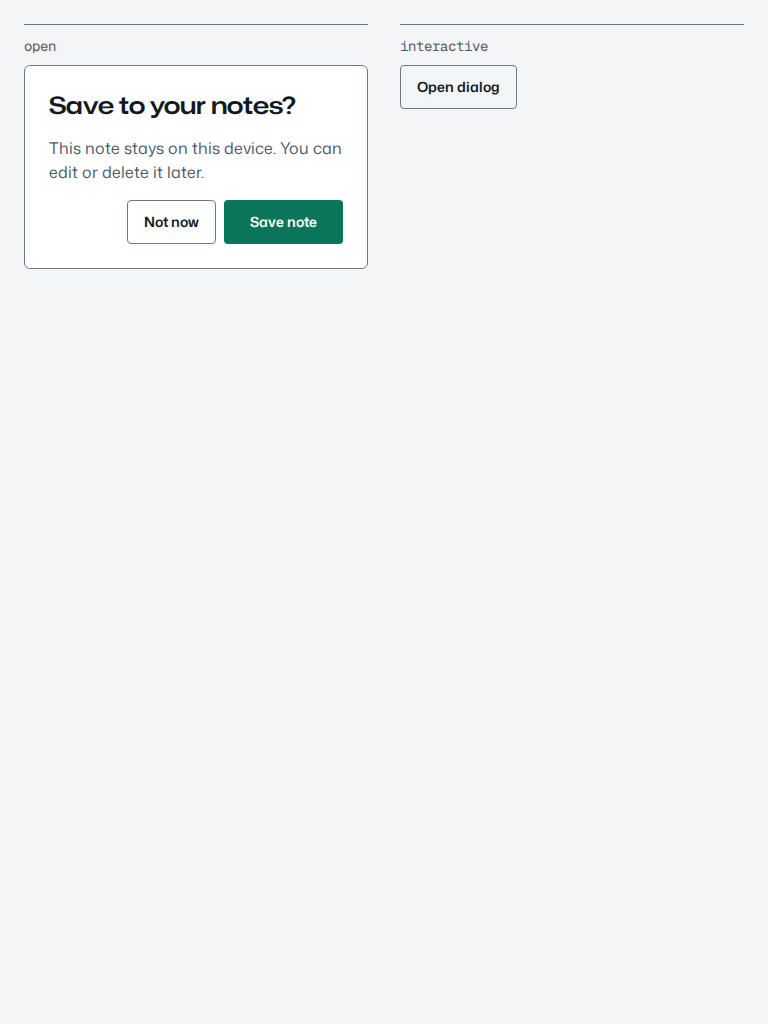 open
Save to your notes?
This note stays on this device. You can
edit or delete it later.
Not now
Save note
interactive
Open dialog